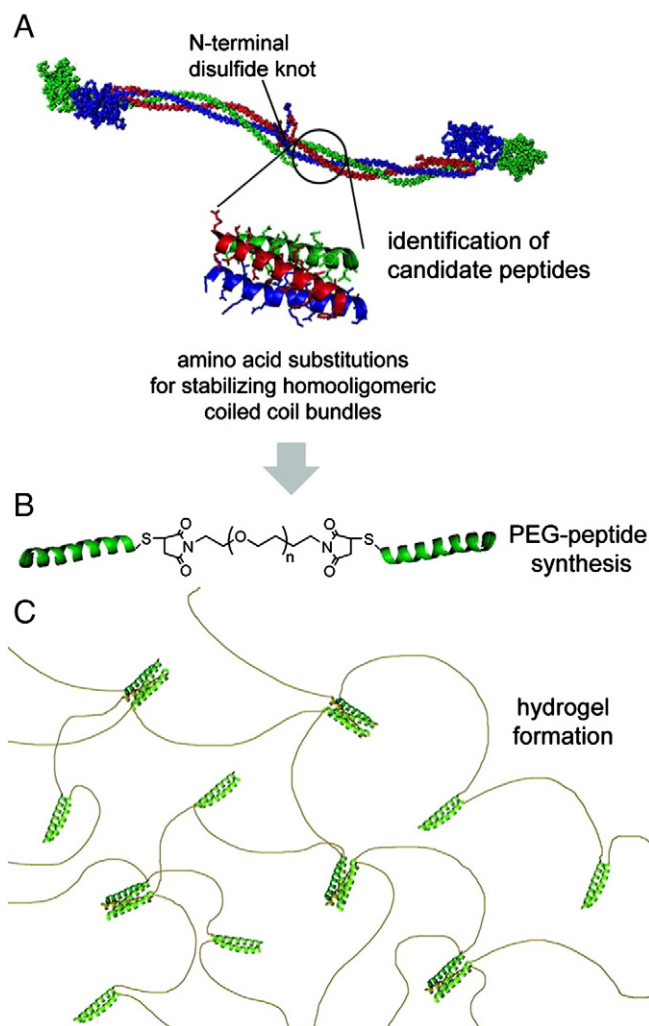 A
N-terminal
disulfide knot
identification of
candidate peptides
amino acid substitutions
for stabilizing homooligomeric
coiled coil bundles
B
O
O
S
S
N
O
N
n
O
O
PEG-peptide
synthesis
C
hydrogel
formation